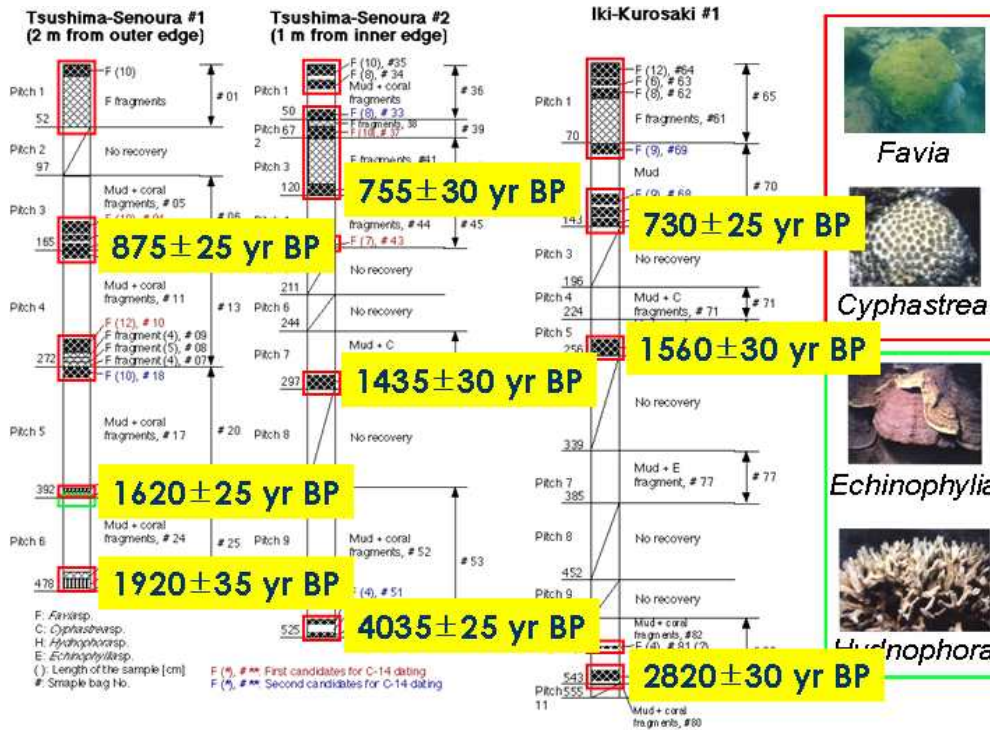 Tsushima-Senoura #1
(2 m from outer edge)
Pitch 1
F (10)
F fragments
# 01
52
Pitch 2
No recovery
97
Pitch 3
Mud + coral
fragments, # 05
165
875±25 yr BP
Pitch 4
Mud + coral
fragments, # 11
# 13
F (12), # 10
F fragment (4), # 09
F fragment (5), # 08
F fragment (4), # 07
272
F (10), # 18
Pitch 5
Mud + coral
fragments, # 17
# 20
392
1620±25 yr BP
Pitch 6
Mud + coral
fragments, # 24
# 25
478
1920±35 yr BP
F: Favia sp.
C: Cyphastrea sp.
H: Hydnophora sp.
E: Echinophylla sp.
( ): Length of the sample [cm]
#: Smaple bag No.
F (*), # **: First candidates for C-14 dating
F (*), # **: Second candidates for C-14 dating
Tsushima-Senoura #2
(1 m from inner edge)
F (10), #35
F (8), # 34
Pitch 1
Mud + coral
fragments
# 36
50
F (8), # 33
Pitch 67
2
F fragments, 38
# 39
Pitch 3
F fragments, #41
120
755±30 yr BP
fragments, # 44
# 45
F (7), # 43
No recovery
211
Pitch 6
No recovery
244
Pitch 7
Mud + C
297
1435±30 yr BP
Pitch 8
No recovery
Pitch 9
Mud + coral
fragments, # 52
# 53
F (4), # 51
525
4035±25 yr BP
Iki-Kurosaki #1
F (12), #64
F (6), # 63
F (8), # 62
Pitch 1
F fragments, #61
# 65
70
F (9), #69
Mud
F (9), # 68
# 70
143
730±25 yr BP
Pitch 3
No recovery
196
Pitch 4
Mud + C
fragments, # 71
# 71
224
Pitch 5
256
1560±30 yr BP
No recovery
339
Pitch 7
Mud + E
fragment, # 77
# 77
385
Pitch 8
No recovery
452
Pitch 9
No recovery
Mud + coral
fragments, #82
F (4), # 81 (?)
543
2820±30 yr BP
Pitch 555
11
Mud + coral
fragments, #80
Favia
Cyphastrea
Echinophylia
Hydnophora